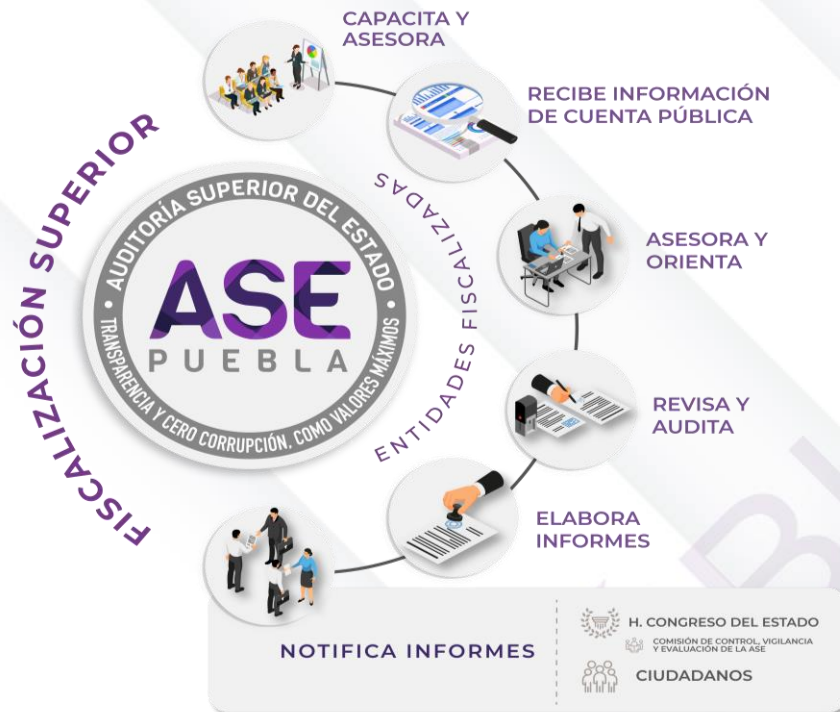 CAPACITA Y
ASESORA
RECIBE INFORMACIÓN
DE CUENTA PÚBLICA
FISCALIZACIÓN SUPERIOR
AUDITORÍA SUPERIOR DEL ESTADO
ASE
PUEBLA
TRANSPARENCIA Y CERO CORRUPCIÓN, COMO VALORES MÁXIMOS
ENTIDADES FISCALIZADAS
ASESORA Y
ORIENTA
REVISA Y
AUDITA
ELABORA
INFORMES
NOTIFICA INFORMES
H. CONGRESO DEL ESTADO
COMISIÓN DE CONTROL, VIGILANCIA
Y EVALUACIÓN DE LA ASE
CIUDADANOS